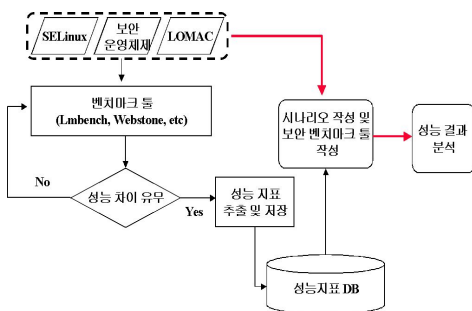 SELinux
보안
운영체제
LOMAC
벤치마크 툴
(Lmbench, Webstone, etc)
시나리오 작성 및
보안 벤치마크 툴
작성
성능 결과
분석
No
성능 차이 유무
Yes
성능 지표
추출 및 저장
성능지표 DB